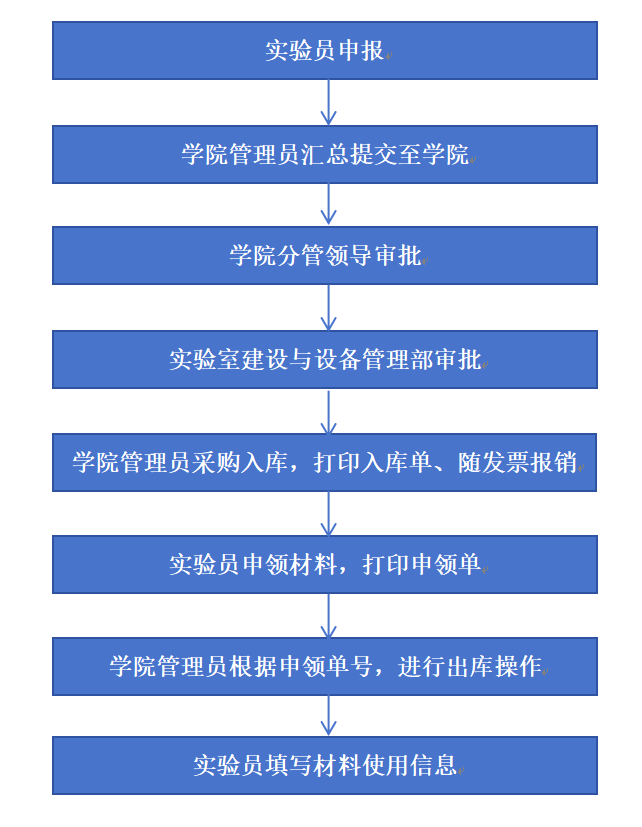 实验员申报
学院管理员汇总提交至学院
学院分管领导审批
实验室建设与设备管理部审批
学院管理员采购入库，打印入库单、随发票报销
实验员申领材料，打印申领单
学院管理员根据申领单号，进行出库操作
实验员填写材料使用信息